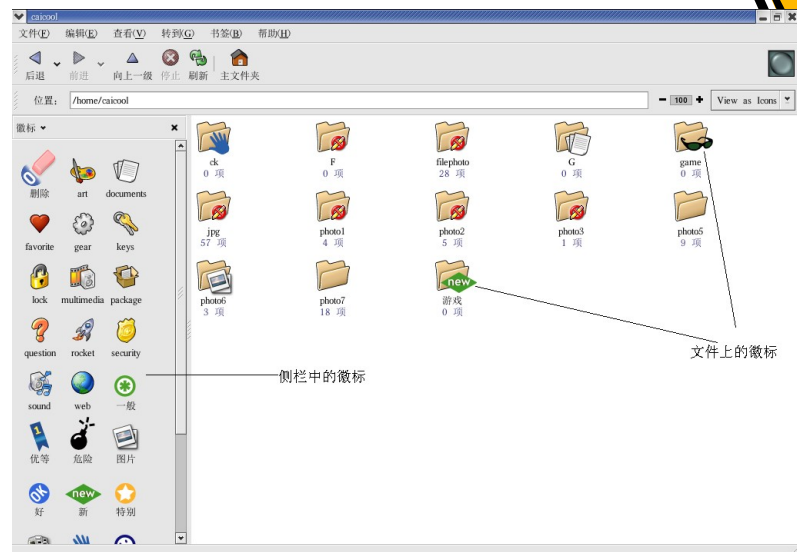 caicool
文件(F) 编辑(E) 查看(V) 转到(G) 书签(B) 帮助(H)
后退 前进 向上一级 停止 刷新 主文件夹
位置: /home/caicool 100 View as Icons
徽标
删除 art documents
favorite gear keys
lock multimedia package
question rocket security
sound web 一般
优等 危险 图片
好 新 特别
ck F filephoto G game
0 项 0 项 28 项 0 项 0 项
jpg photo1 photo2 photo3 photo5
57 项 4 项 5 项 1 项 9 项
photo6 photo7 游戏
3 项 18 项 0 项
new
new
OK
1
文件上的徽标
侧栏中的徽标